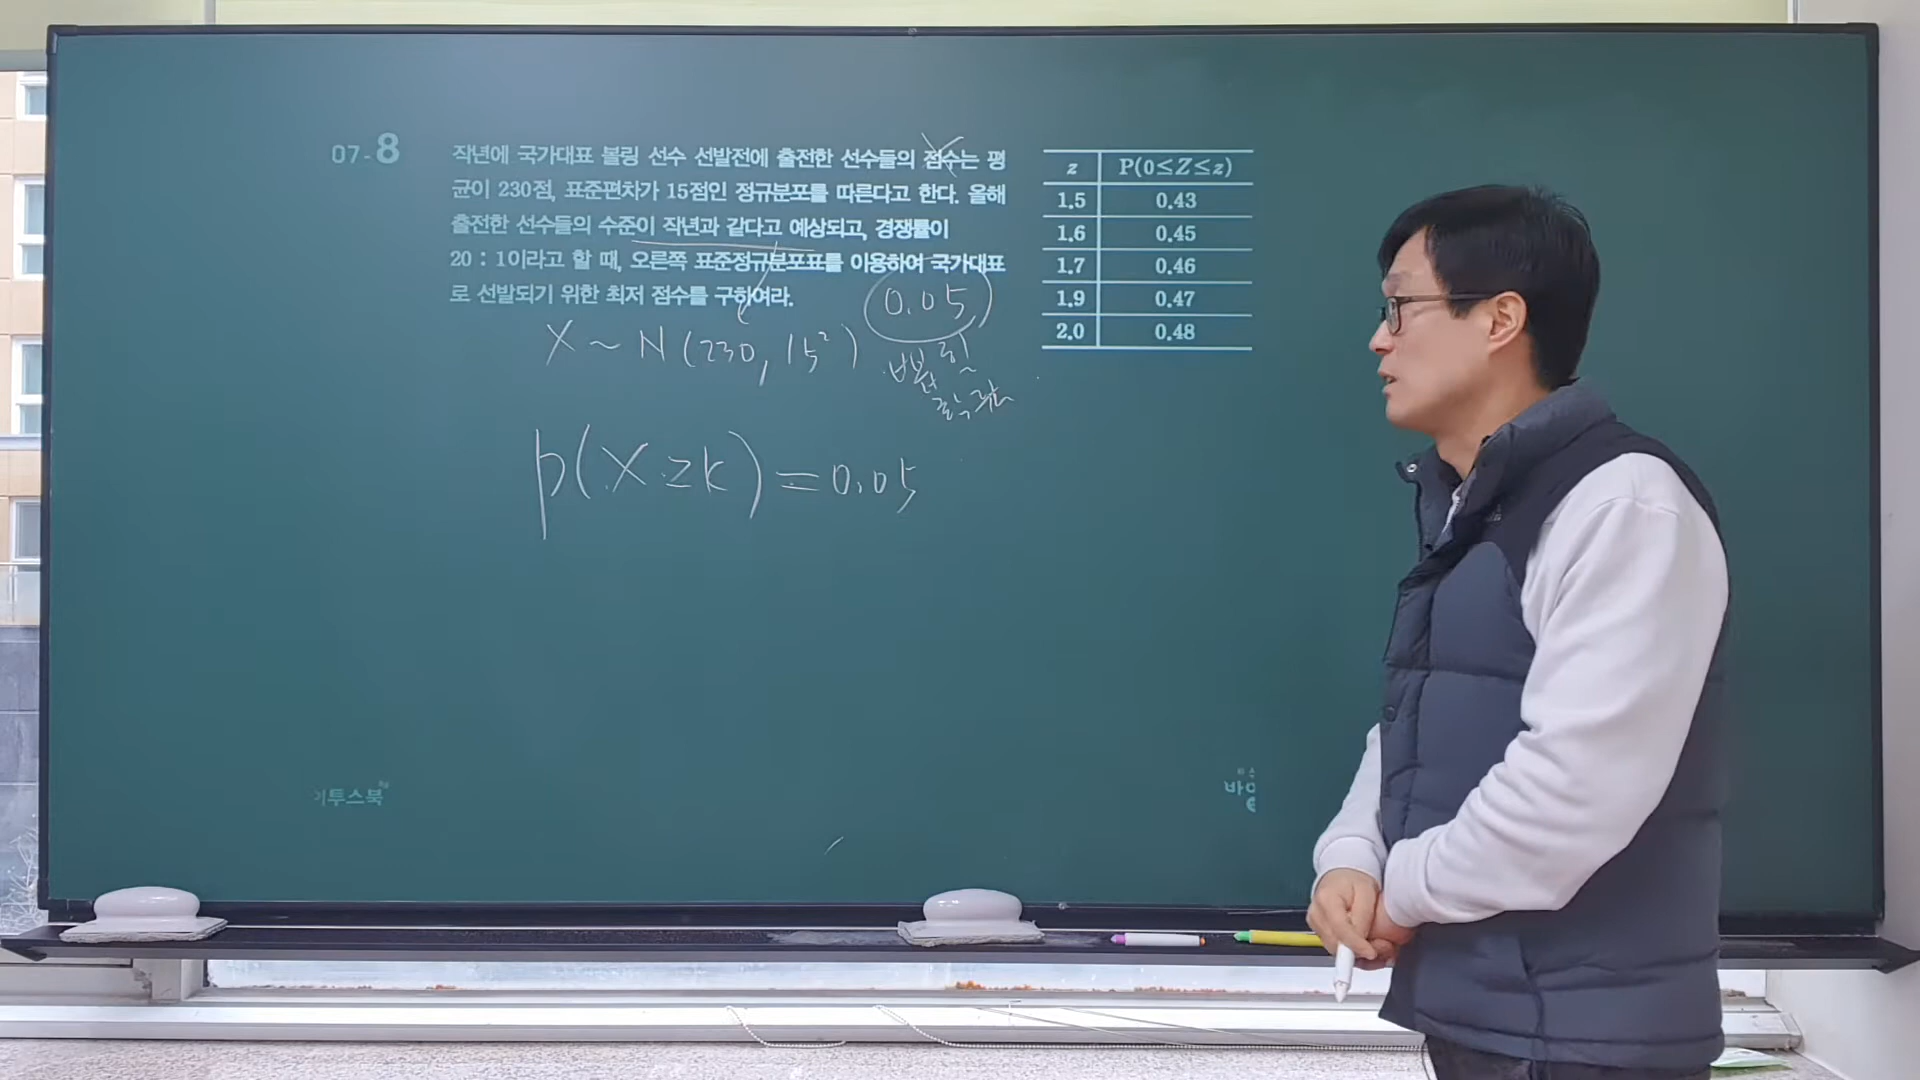 07-8
작년에 국가대표 볼링 선수 선발전에 출전한 선수들의 점수는 평
균이 230점, 표준편차가 15점인 정규분포를 따른다고 한다. 올해
출전한 선수들의 수준이 작년과 같다고 예상되고, 경쟁률이
20 : 1이라고 할 때, 오른쪽 표준정규분포표를 이용하여 국가대표
로 선발되기 위한 최저 점수를 구하여라.
z P(0≤Z≤z)
1.5 0.43
1.6 0.45
1.7 0.46
1.9 0.47
2.0 0.48
X
0.05
X ~ N(230, 15²)
뽑힐
P(X≥k)=0.05
이투스북